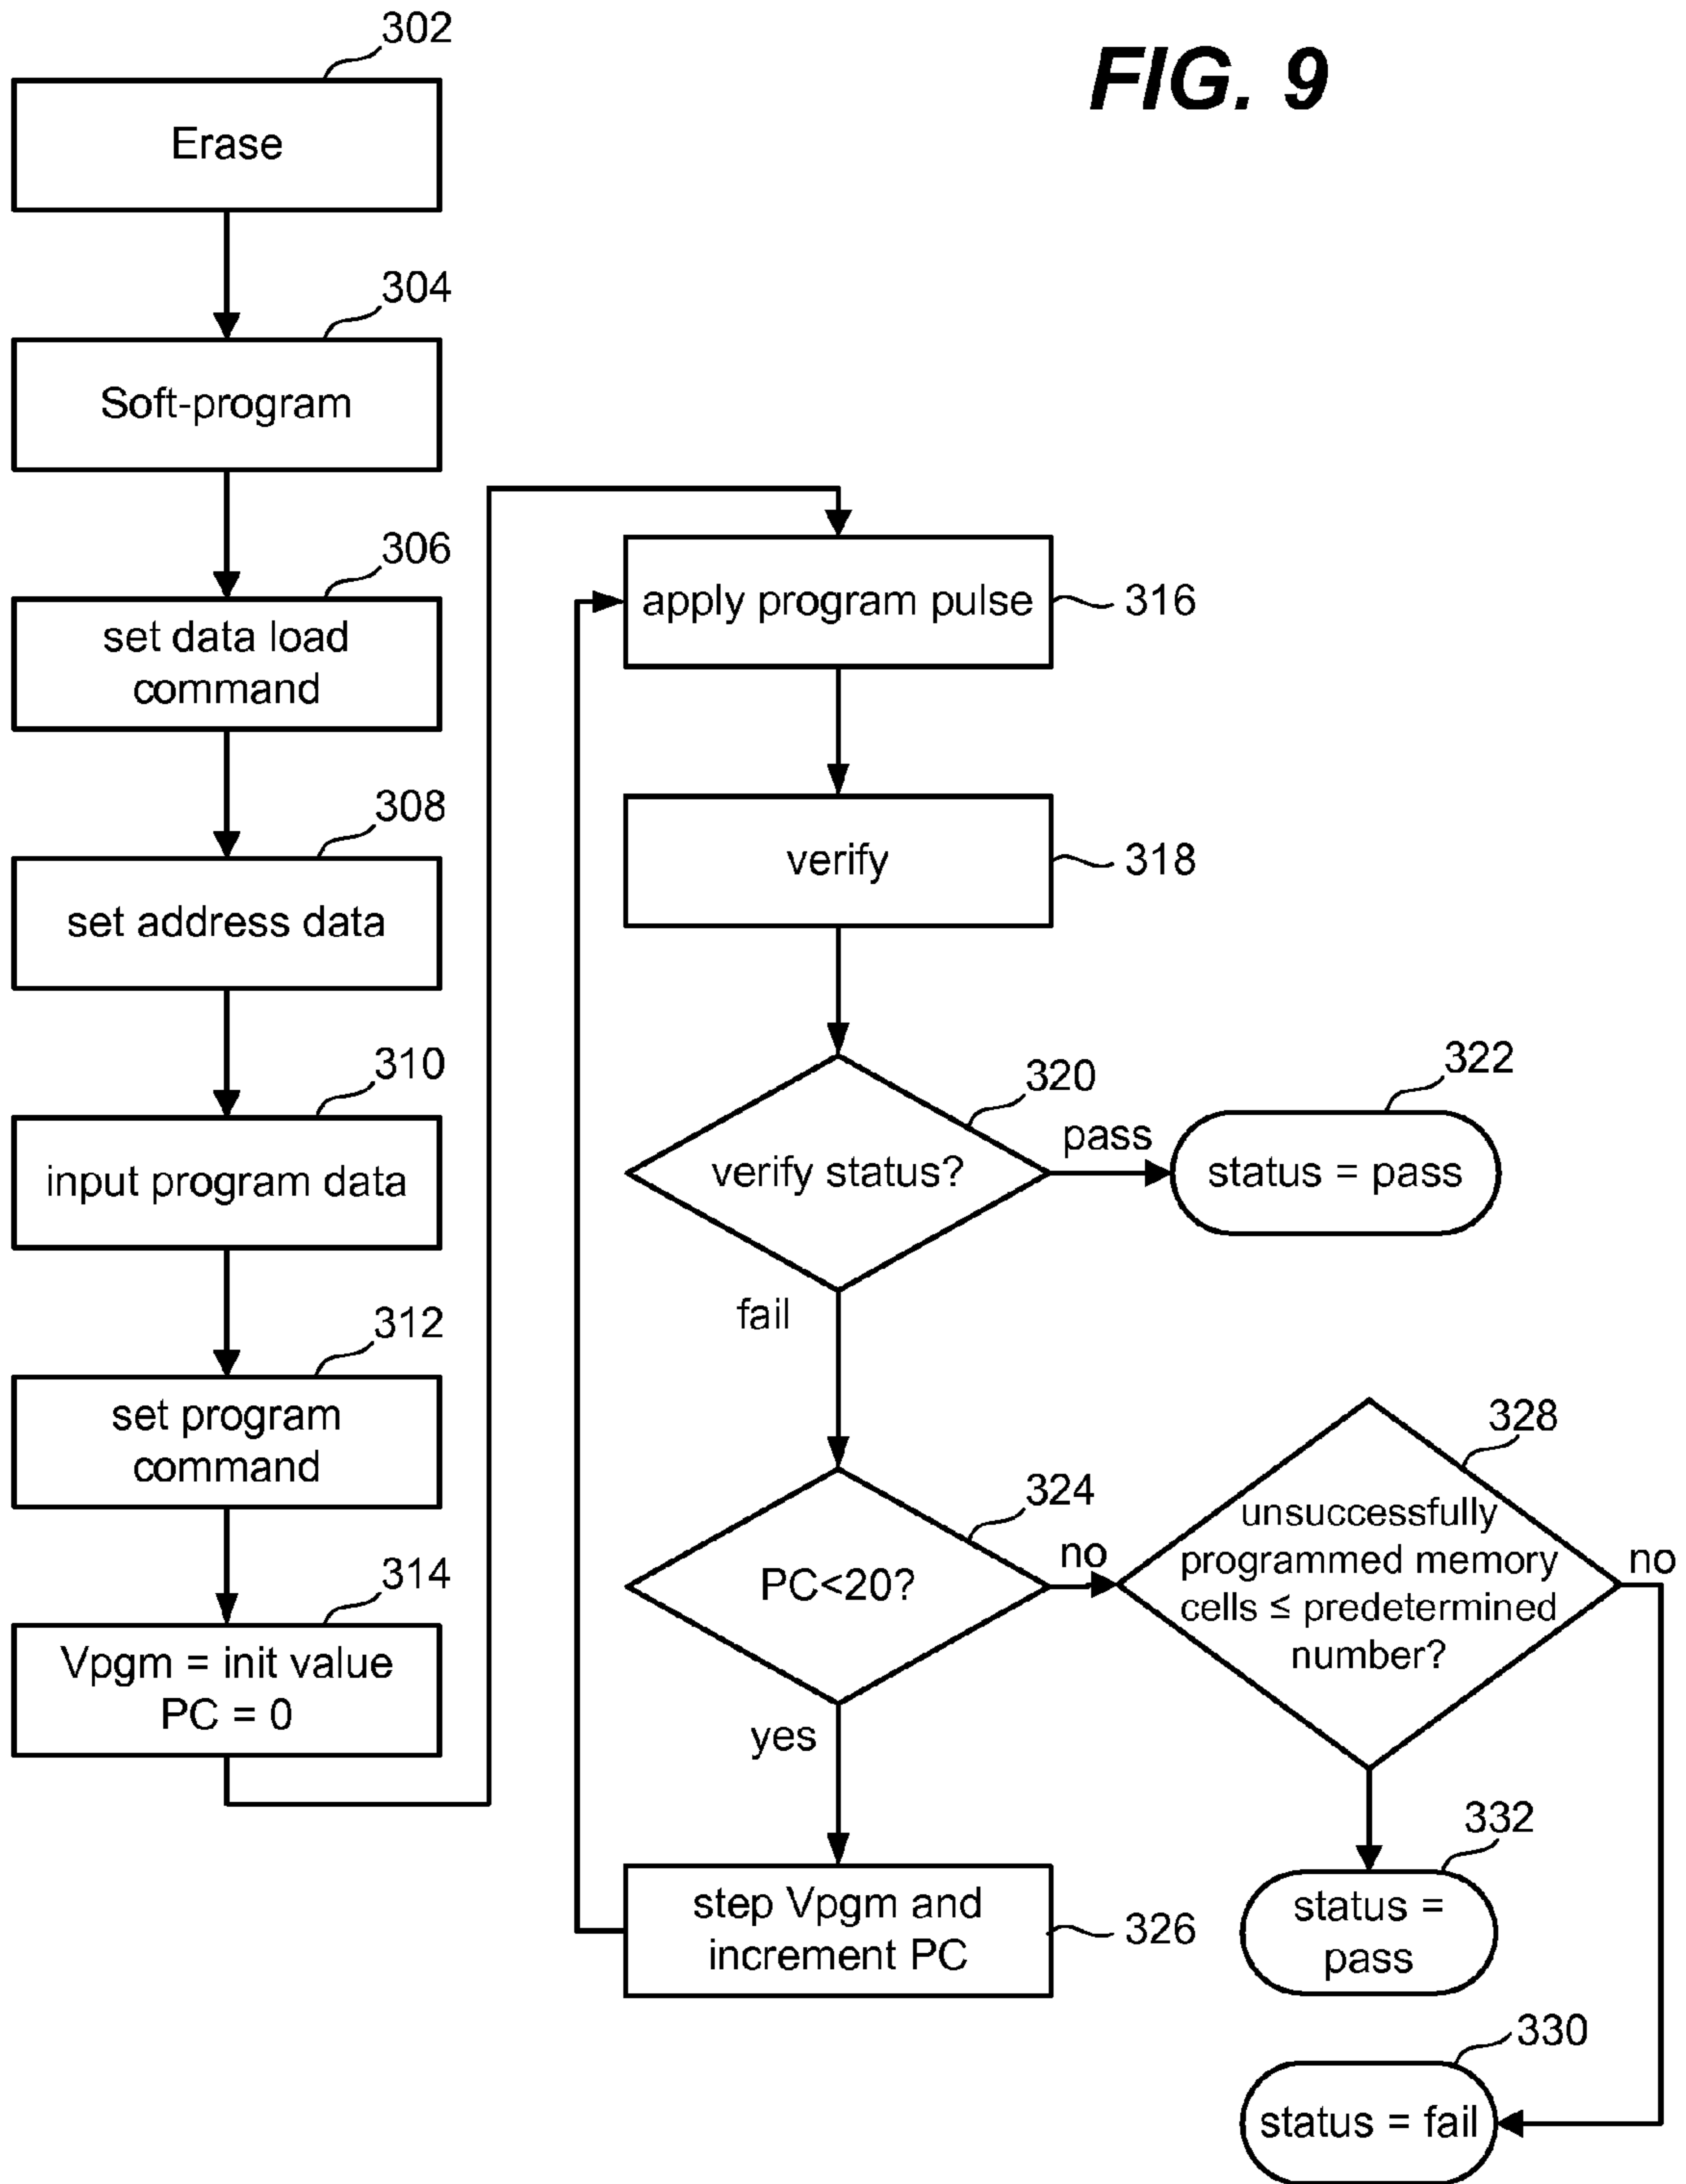 FIG. 9
302
Erase
304
Soft-program
306
set data load
command
308
set address data
310
input program data
312
set program
command
314
Vpgm = init value
PC = 0
apply program pulse
316
verify
318
320
verify status?
pass
322
status = pass
fail
324
PC<20?
no
328
unsuccessfully
programmed memory
cells ≤ predetermined
number?
no
yes
step Vpgm and
increment PC
326
332
status =
pass
330
status = fail